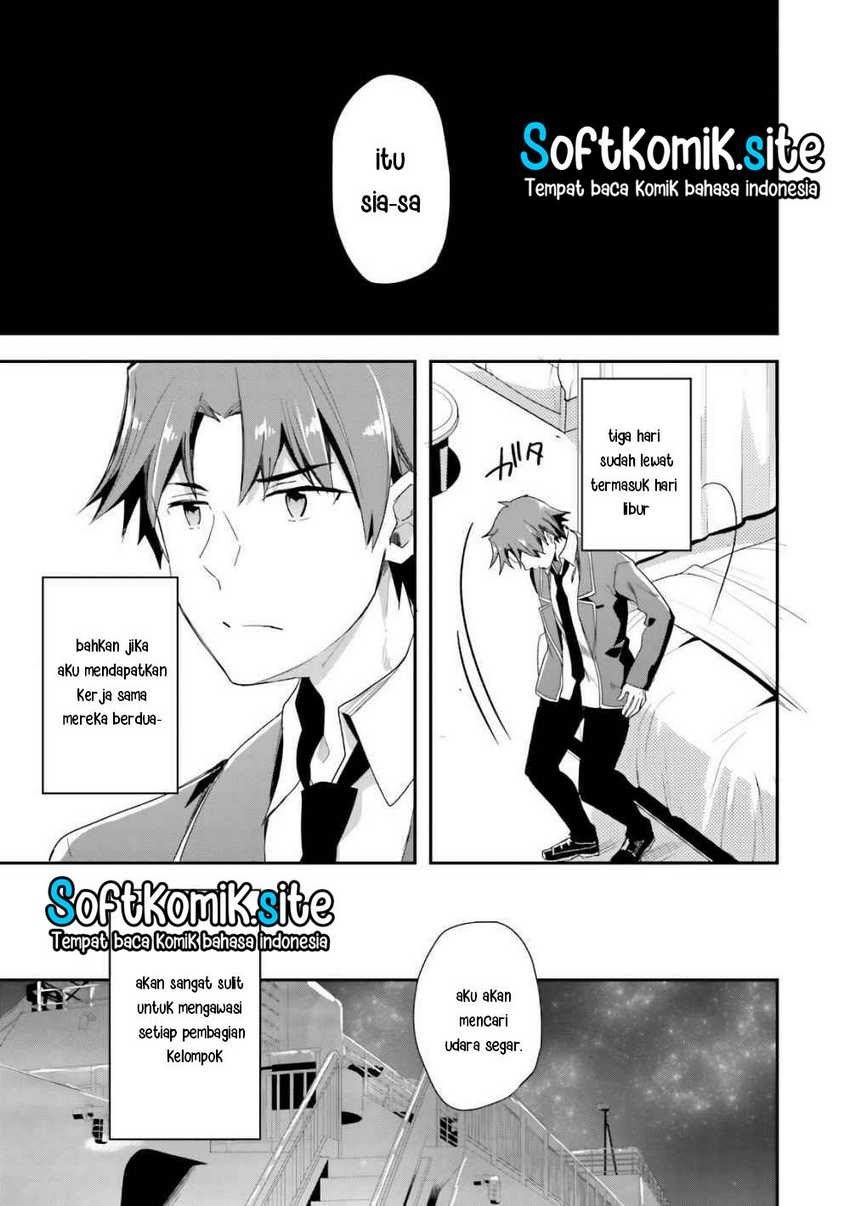 itu
sia-sa
SoftKomik.site
Tempat baca Komik bahasa indonesia
tiga hari
sudah lewat
termasuk hari
libur
ガタ
bahkan jika
aku mendapatkan
kerja sama
mereka berdua-
SoftKomik.site
Tempat baca Komik bahasa indonesia
aku akan
mencari
udara segar.
akan sangat sulit
untuk mengawasi
setiap pembagian
kelompok